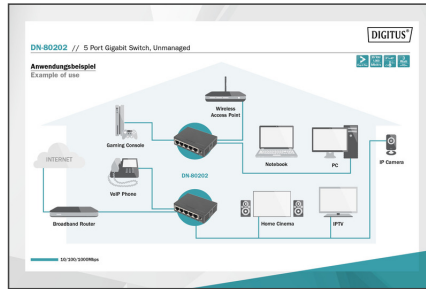 DIGITUS®
DN-80202 // 5 Port Gigabit Switch, Unmanaged
Anwendungsbeispiel
Example of use
Wireless
Access Point
Gaming Console
INTERNET
DN-80202
Notebook
PC
IP Camera
VoIP Phone
Broadband Router
Home Cinema
IPTV
10/100/1000Mbps